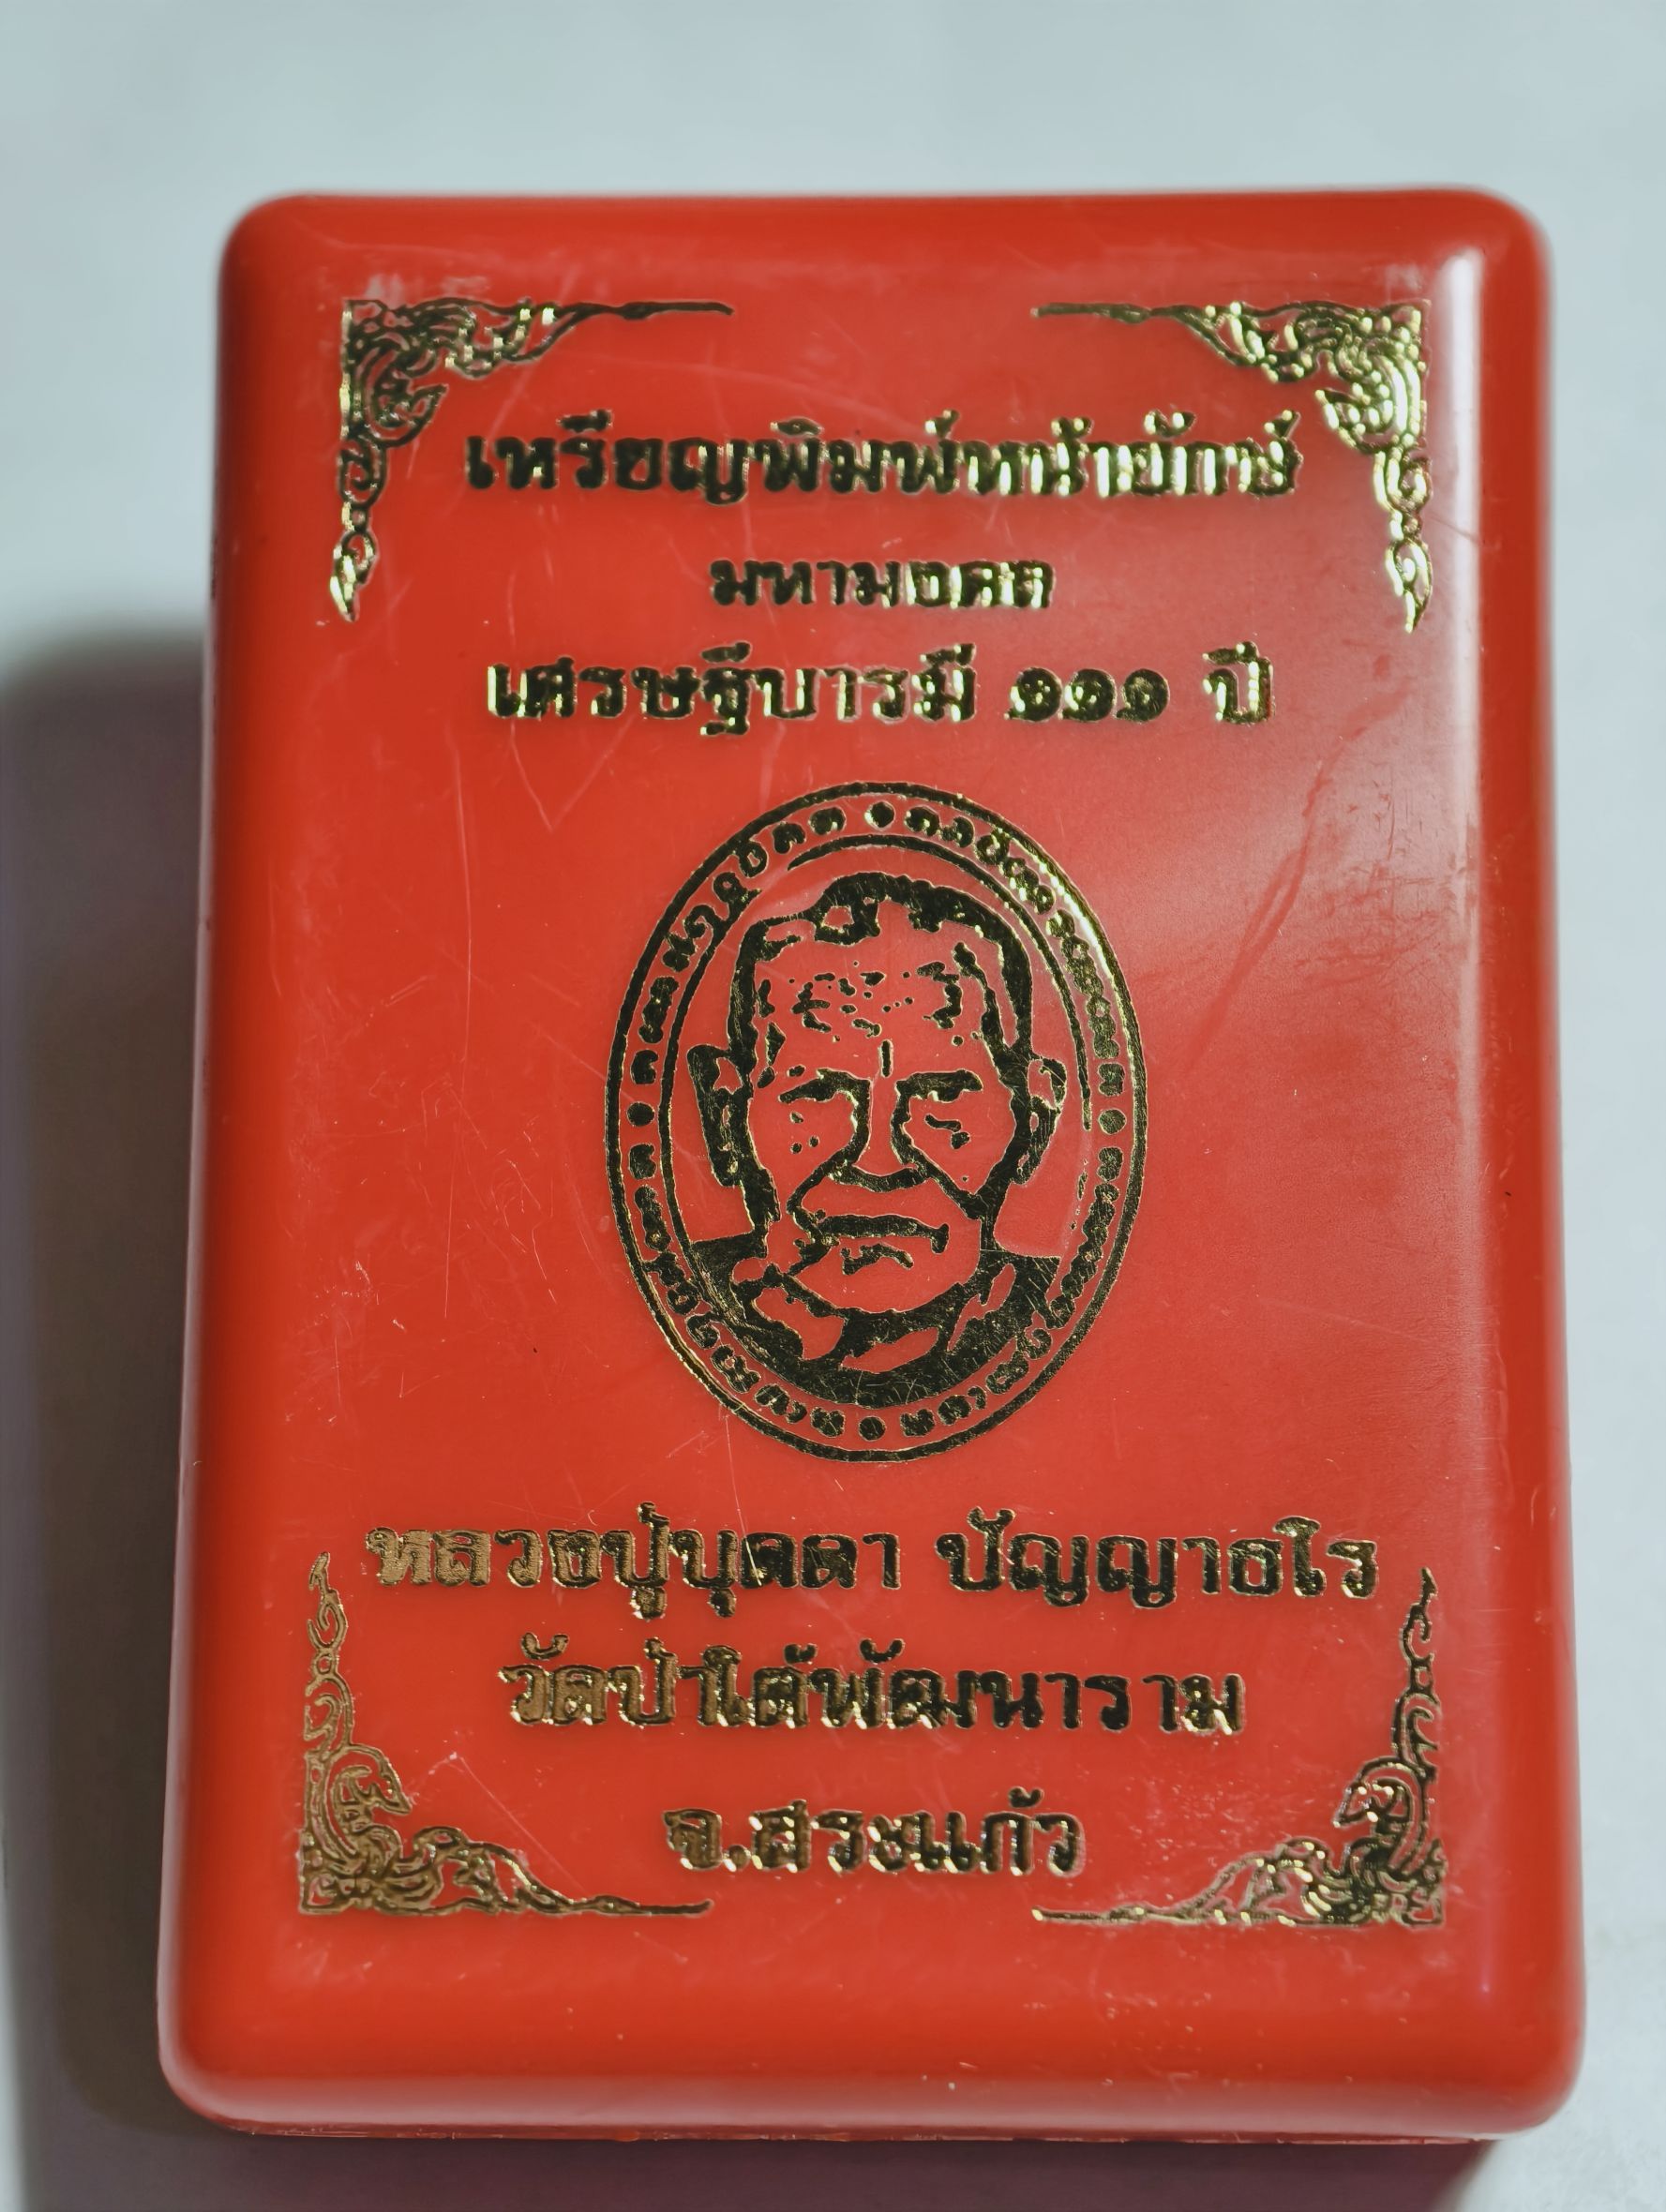 เหรียญพิมพ์หน้ายักษ์
มหามงคล
เศรษฐีบารมี ๑๑๑ ปี
หลวงปู่บุดดา ปัญญาธโร
วัดป่าใต้พัฒนาราม
จ.สระแก้ว